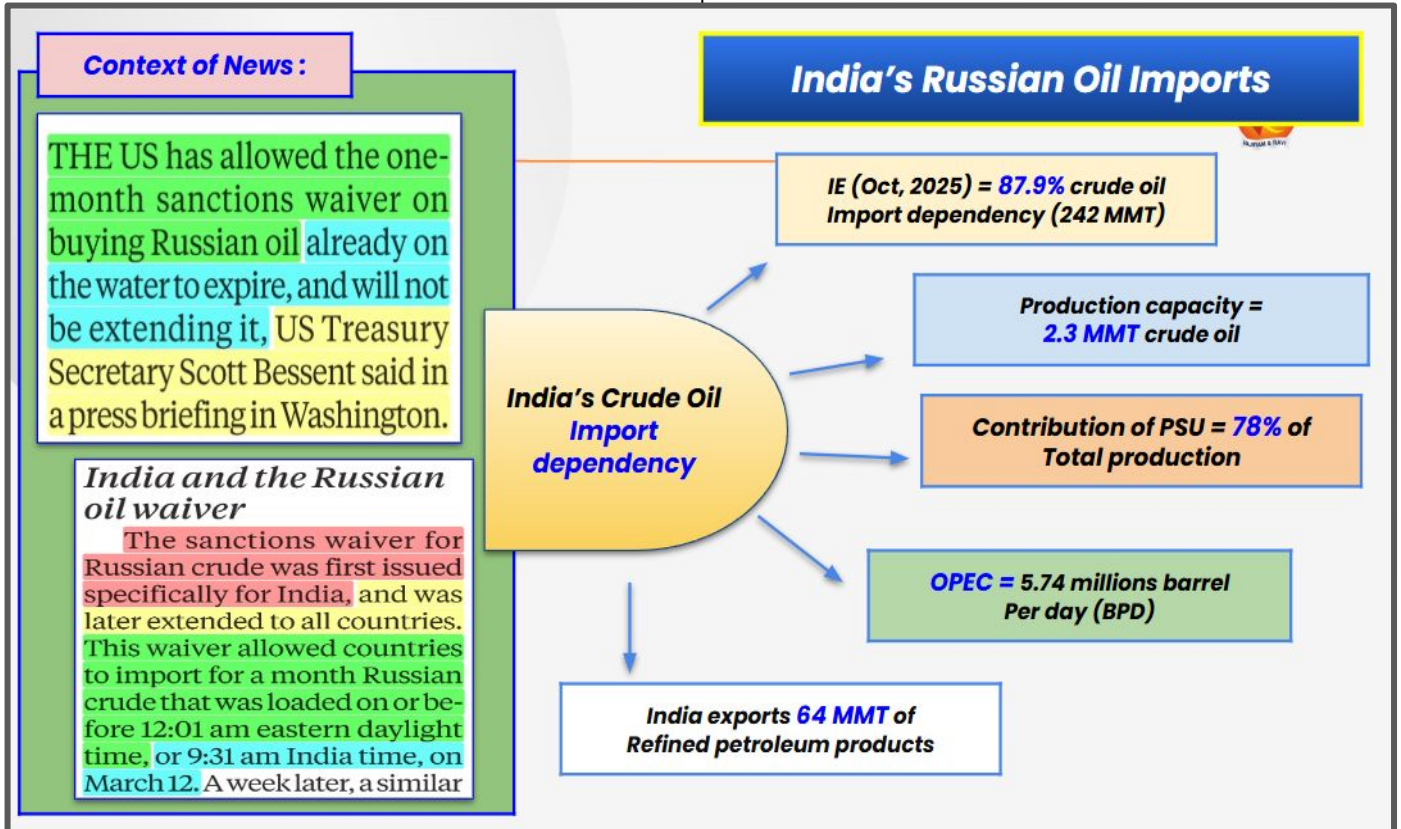 Context of News :
THE US has allowed the one-
month sanctions waiver on
buying Russian oil already on
the water to expire, and will not
be extending it, US Treasury
Secretary Scott Bessent said in
a press briefing in Washington.
India and the Russian
oil waiver
The sanctions waiver for
Russian crude was first issued
specifically for India, and was
later extended to all countries.
This waiver allowed countries
to import for a month Russian
crude that was loaded on or be-
fore 12:01 am eastern daylight
time, or 9:31 am India time, on
March 12. A week later, a similar
India's Russian Oil Imports
VAJIRAM & RAVI
India's Crude Oil
Import
dependency
IE (Oct, 2025) = 87.9% crude oil
Import dependency (242 MMT)
Production capacity =
2.3 MMT crude oil
Contribution of PSU = 78% of
Total production
OPEC = 5.74 millions barrel
Per day (BPD)
India exports 64 MMT of
Refined petroleum products